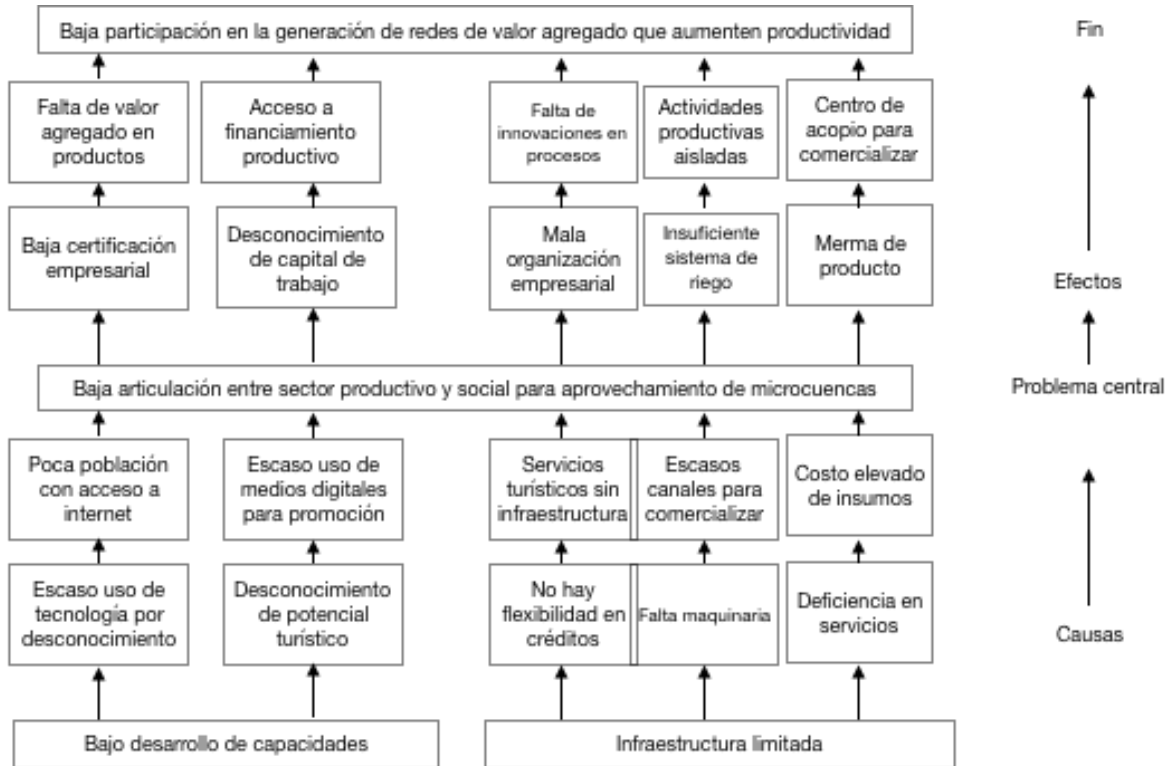 Baja participación en la generación de redes de valor agregado que aumenten productividad
Fin
Falta de valor
agregado en
productos
Acceso a
financiamiento
productivo
Falta de
innovaciones en
procesos
Actividades
productivas
aisladas
Centro de
acopio para
comercializar
Baja certificación
empresarial
Desconocimiento
de capital de
trabajo
Mala
organización
empresarial
Insuficiente
sistema de
riego
Merma de
producto
Efectos
Baja articulación entre sector productivo y social para aprovechamiento de microcuencas
Problema central
Poca población
con acceso a
internet
Escaso uso de
medios digitales
para promoción
Servicios
turísticos sin
infraestructura
Escasos
canales para
comercializar
Costo elevado
de insumos
Escaso uso de
tecnología por
desconocimiento
Desconocimiento
de potencial
turístico
No hay
flexibilidad en
créditos
Falta maquinaria
Deficiencia en
servicios
Causas
Bajo desarrollo de capacidades
Infraestructura limitada